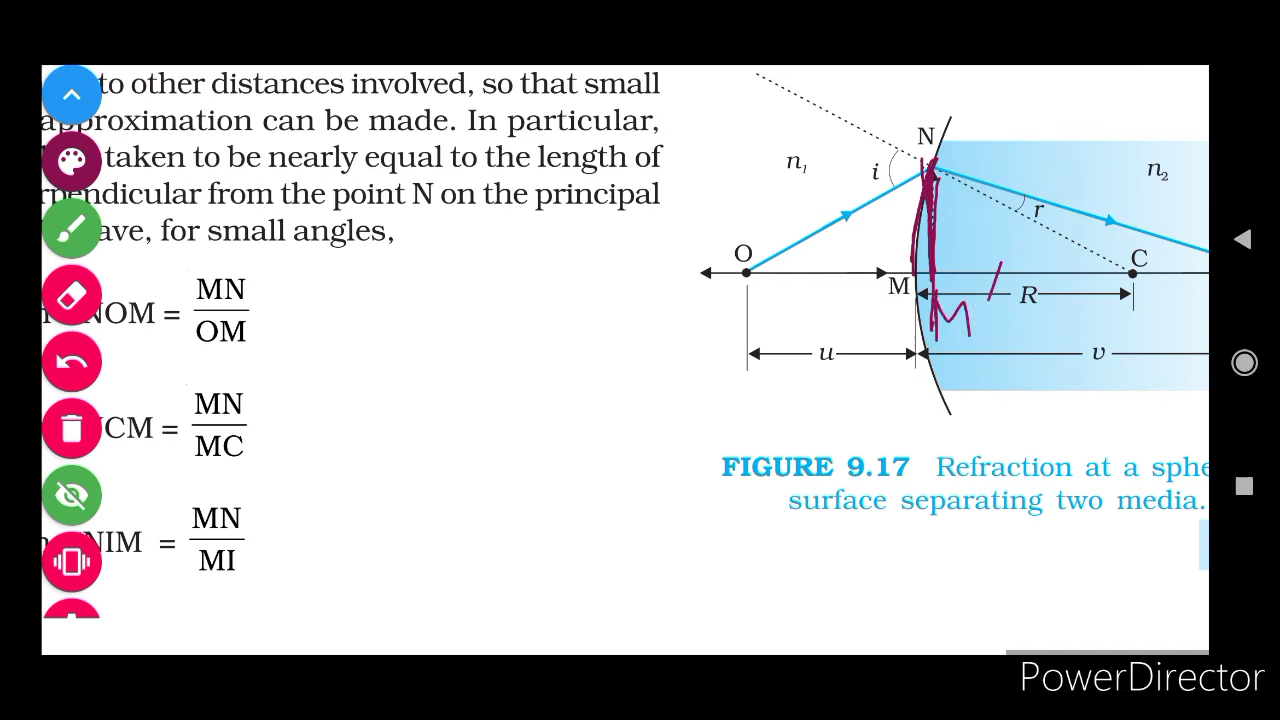 to other distances involved, so that small
approximation can be made. In particular,
taken to be nearly equal to the length of
rpendicular from the point N on the principal
ave, for small angles,
NOM = MN
OM
CM = MN
MC
NIM = MN
MI
N
n₁
i
n₂
r
O
C
M
R
M
u
v
FIGURE 9.17 Refraction at a sphe
surface separating two media.
PowerDirector